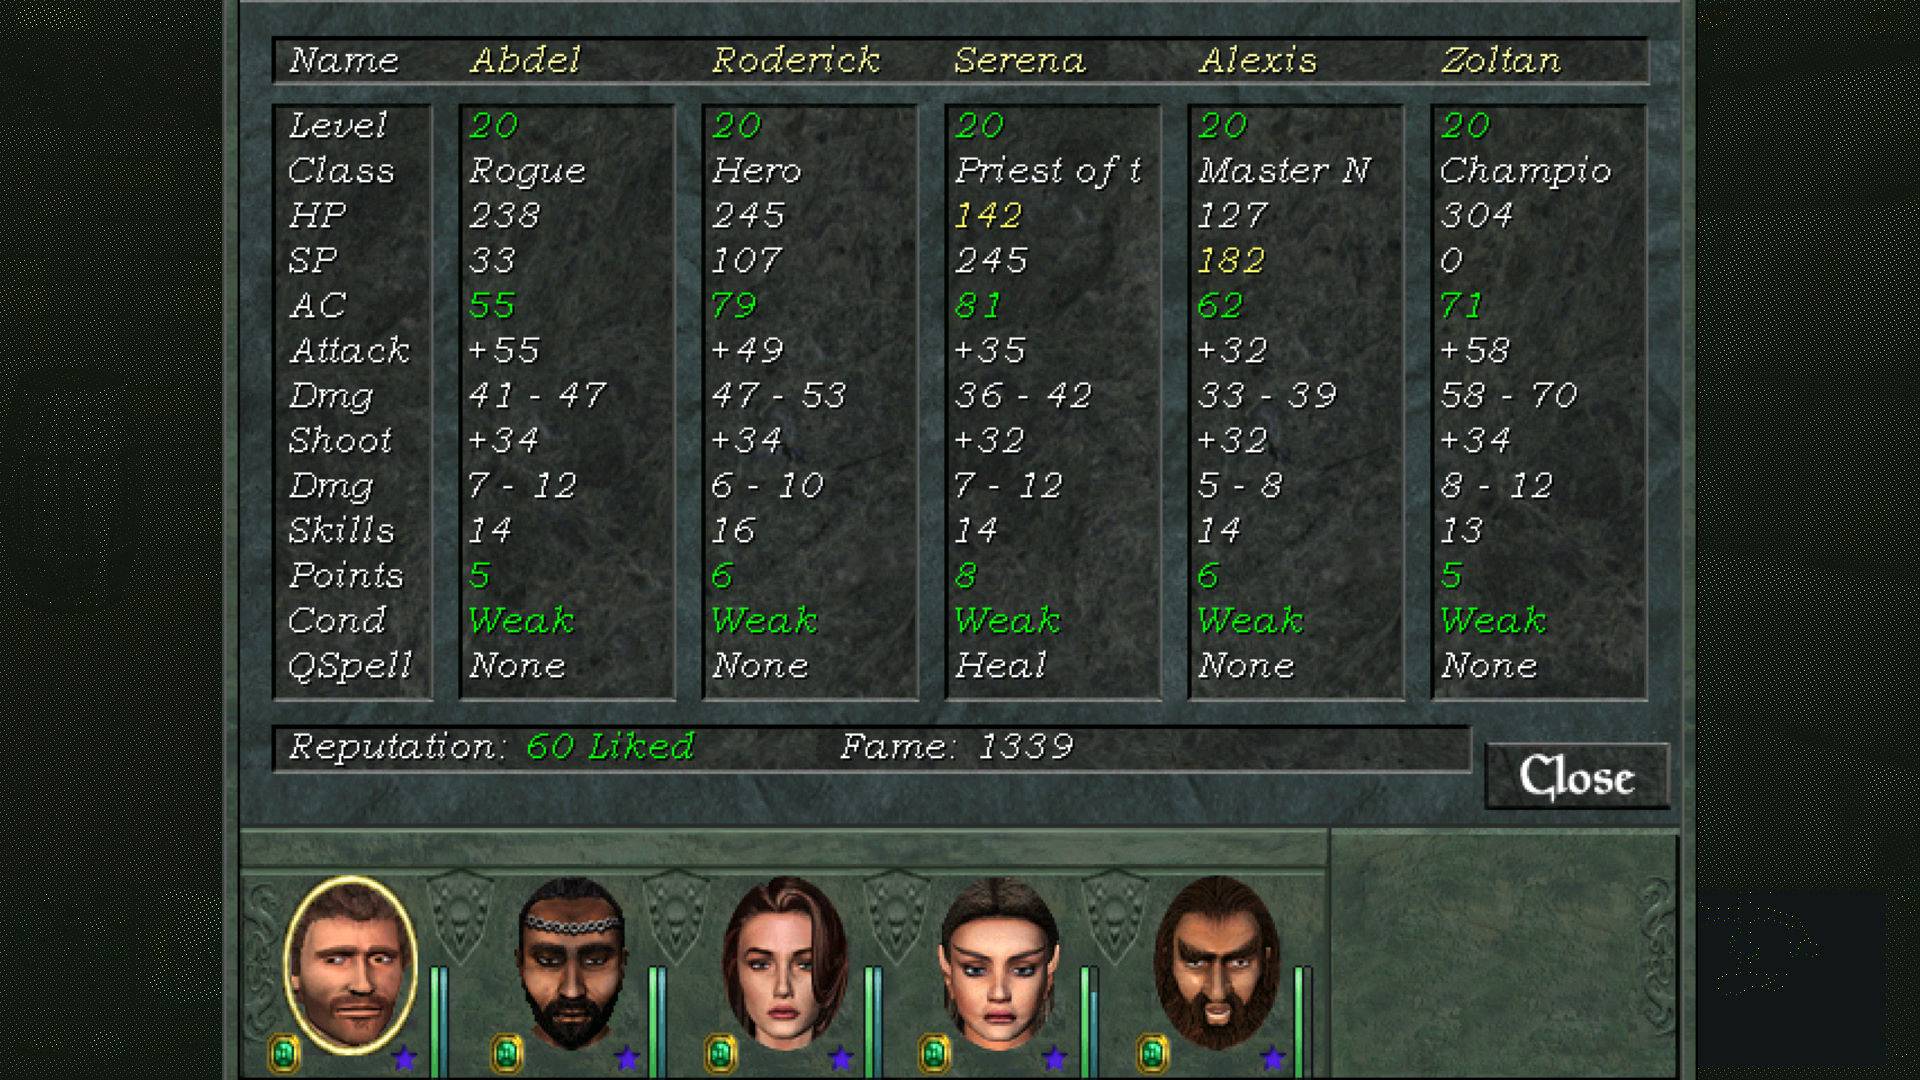 Name Abdel Roderick Serena Alexis Zoltan
Level 20 20 20 20 20
Class Rogue Hero Priest of t Master N Champio
HP 238 245 142 127 304
SP 33 107 245 182 0
AC 55 79 81 62 71
Attack +55 +49 +35 +32 +58
Dmg 41 - 47 47 - 53 36 - 42 33 - 39 58 - 70
Shoot +34 +34 +32 +32 +34
Dmg 7 - 12 6 - 10 7 - 12 5 - 8 8 - 12
Skills 14 16 14 14 13
Points 5 6 8 6 5
Cond Weak Weak Weak Weak Weak
QSpell None None Heal None None
Reputation: 60 Liked Fame: 1339
Close